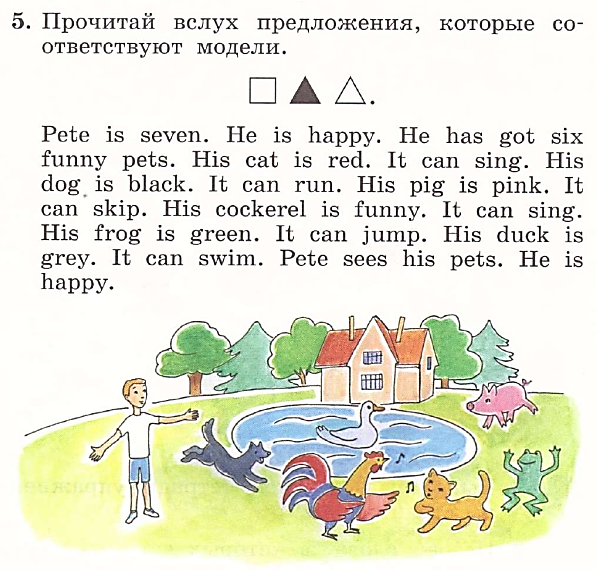 5. Прочитай вслух предложения, которые со-
ответствуют модели.
Pete is seven. He is happy. He has got six
funny pets. His cat is red. It can sing. His
dog is black. It can run. His pig is pink. It
can skip. His cockerel is funny. It can sing.
His frog is green. It can jump. His duck is
grey. It can swim. Pete sees his pets. He is
happy.